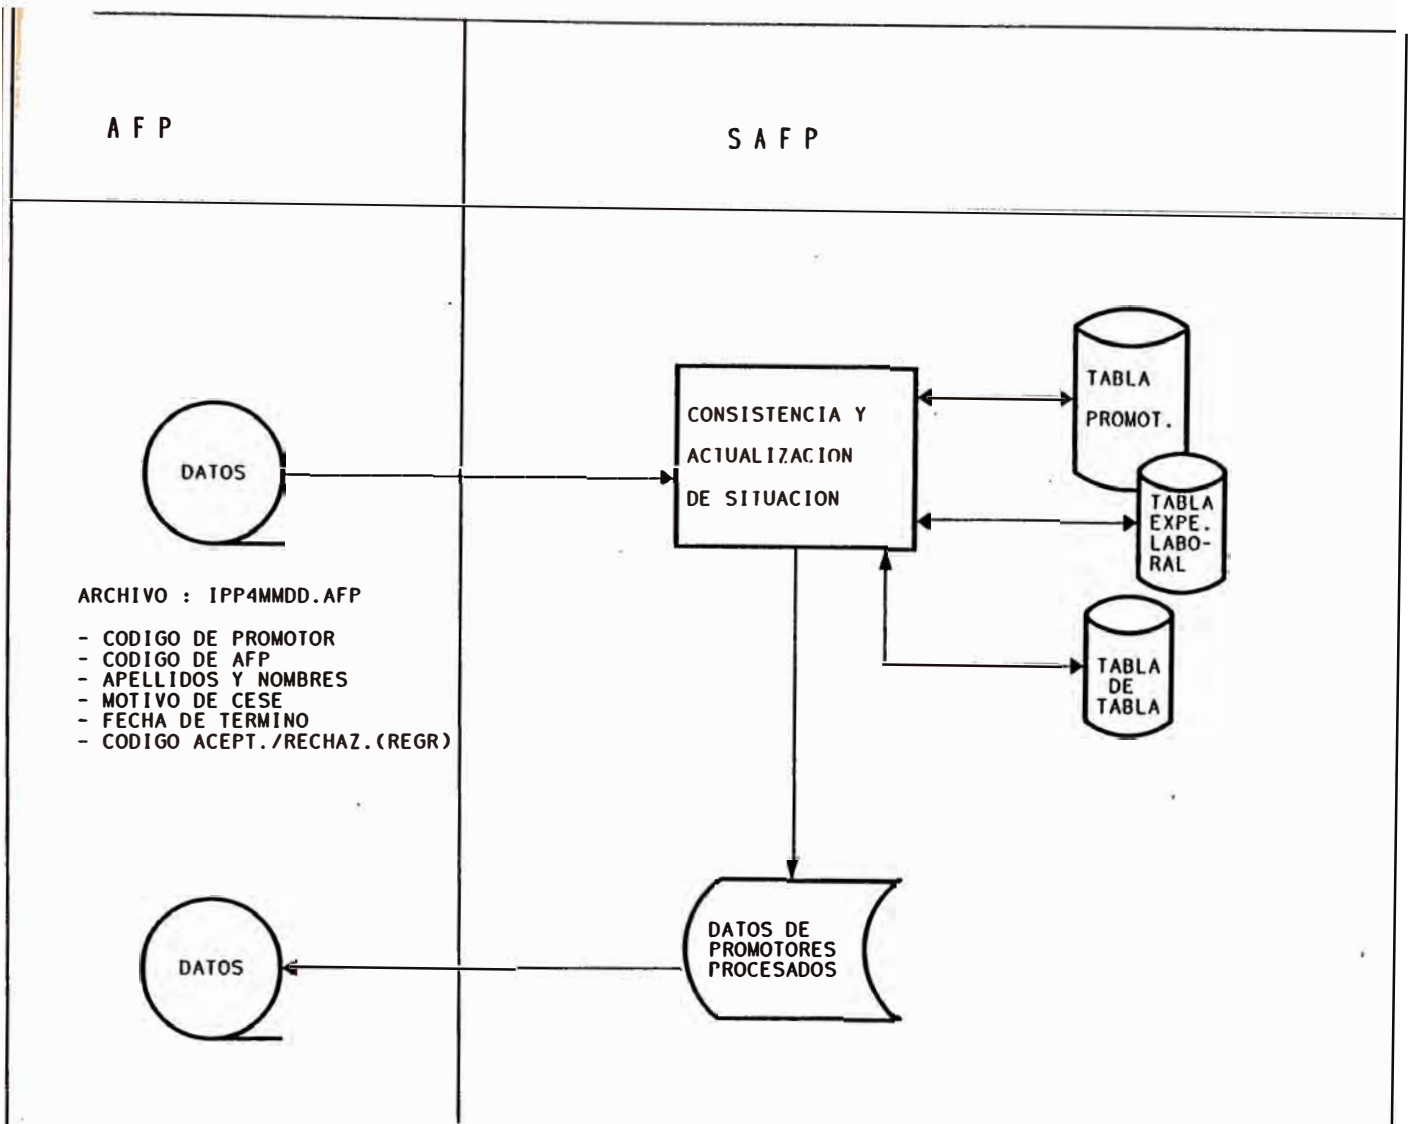 AFP
SAFP
DATOS
CONSISTENCIA Y
ACTUALIZACION
DE SITUACION
TABLA
PROMOT.
TABLA
EXPE.
LABO-
RAL
TABLA
DE
TABLA
ARCHIVO : IPP4MMDD.AFP
- CODIGO DE PROMOTOR
- CODIGO DE AFP
- APELLIDOS Y NOMBRES
- MOTIVO DE CESE
- FECHA DE TERMINO
- CODIGO ACEPT./RECHAZ.(REGR)
DATOS
DATOS DE
PROMOTORES
PROCESADOS